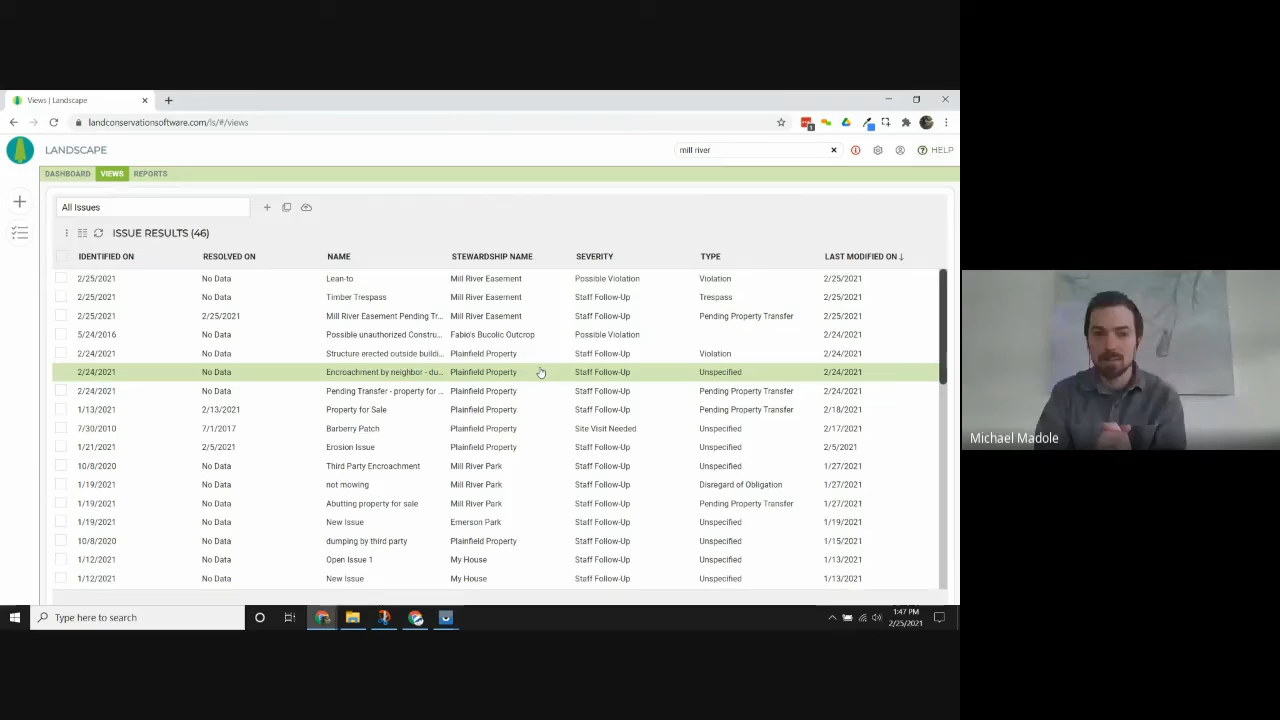 Views | Landscape
landconservationsoftware.com/ls/#/views
LANDSCAPE
mill river
HELP
DASHBOARD VIEWS REPORTS
All Issues
ISSUE RESULTS (46)
IDENTIFIED ON RESOLVED ON NAME STEWARDSHIP NAME SEVERITY TYPE LAST MODIFIED ON
2/25/2021 No Data Lean-to Mill River Easement Possible Violation Violation 2/25/2021
2/25/2021 No Data Timber Trespass Mill River Easement Staff Follow-Up Trespass 2/25/2021
2/25/2021 2/25/2021 Mill River Easement Pending Tr... Mill River Easement Staff Follow-Up Pending Property Transfer 2/25/2021
5/24/2016 No Data Possible unauthorized Constru... Fabio's Bucolic Outcrop Possible Violation 2/24/2021
2/24/2021 No Data Structure erected outside buildi... Plainfield Property Staff Follow-Up Violation 2/24/2021
2/24/2021 No Data Encroachment by neighbor - du... Plainfield Property Staff Follow-Up Unspecified 2/24/2021
2/24/2021 No Data Pending Transfer - property for ... Plainfield Property Staff Follow-Up Pending Property Transfer 2/24/2021
1/13/2021 2/13/2021 Property for Sale Plainfield Property Staff Follow-Up Pending Property Transfer 2/18/2021
7/30/2010 7/1/2017 Barberry Patch Plainfield Property Site Visit Needed Unspecified 2/17/2021
1/21/2021 2/5/2021 Erosion Issue Plainfield Property Staff Follow-Up Unspecified 2/5/2021
10/8/2020 No Data Third Party Encroachment Mill River Park Staff Follow-Up Unspecified 1/27/2021
1/19/2021 No Data not mowing Mill River Park Staff Follow-Up Disregard of Obligation 1/27/2021
1/19/2021 No Data Abutting property for sale Mill River Park Staff Follow-Up Pending Property Transfer 1/27/2021
1/19/2021 No Data New Issue Emerson Park Staff Follow-Up Unspecified 1/19/2021
10/8/2020 No Data dumping by third party Plainfield Property Staff Follow-Up Unspecified 1/15/2021
1/12/2021 No Data Open Issue 1 My House Staff Follow-Up Unspecified 1/13/2021
1/12/2021 No Data New Issue My House Staff Follow-Up Unspecified 1/13/2021
Michael Madole
Type here to search
1:47 PM
2/25/2021